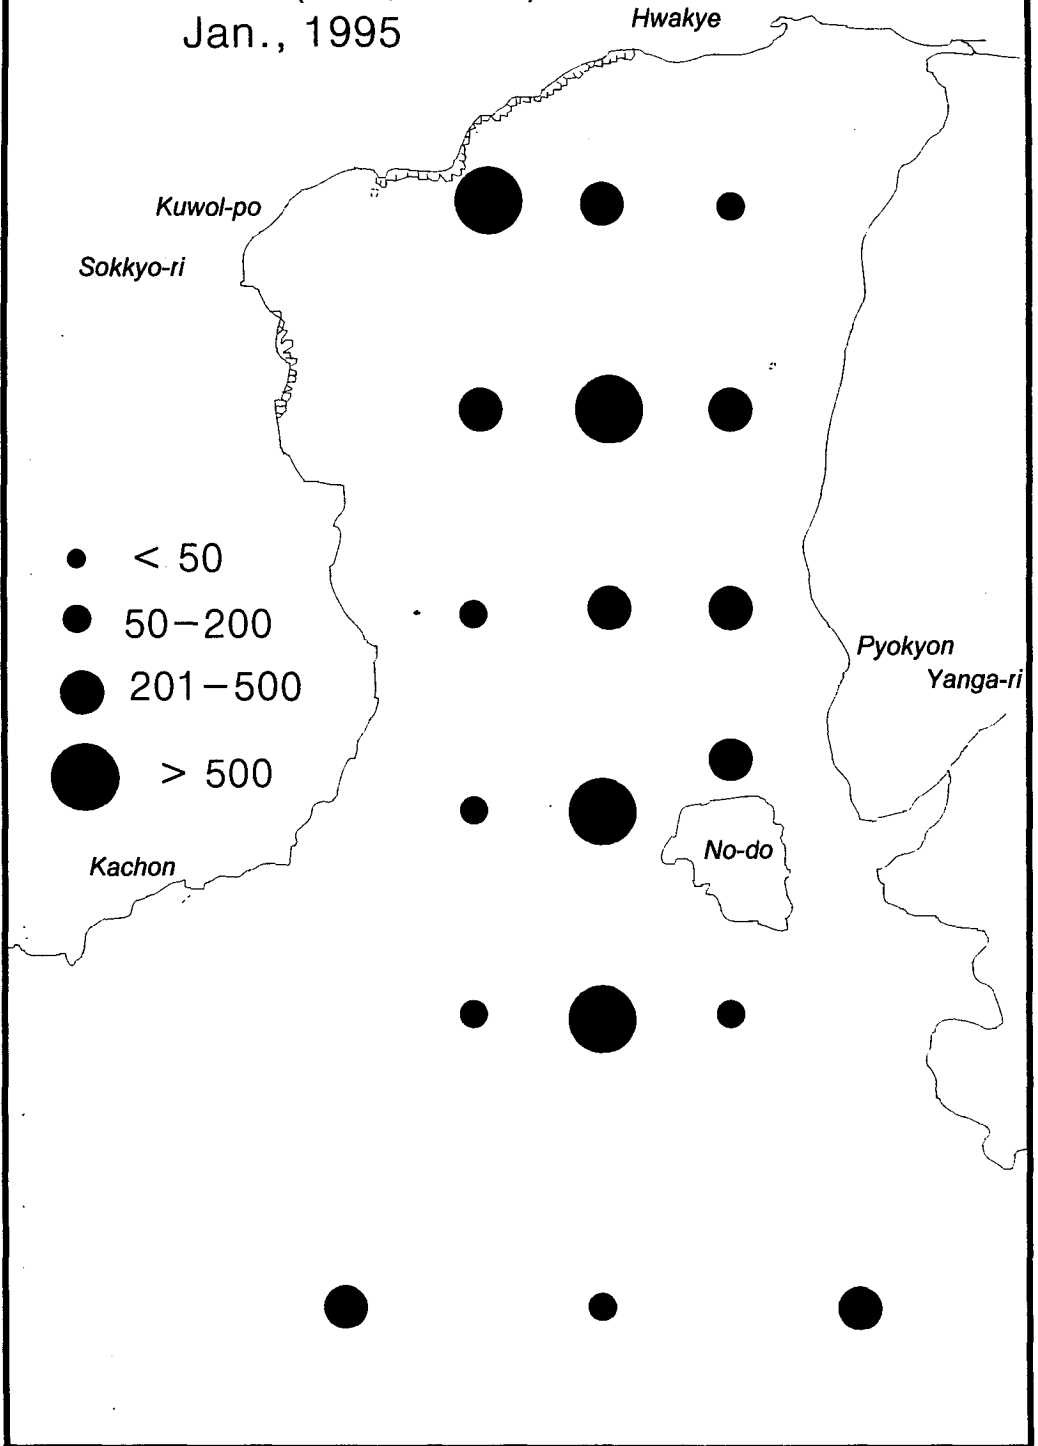 Jan., 1995
Hwakye
Kuwol-po
Sokkyo-ri
< 50
50-200
201-500
> 500
Pyokyon
Yanga-ri
No-do
Kachon